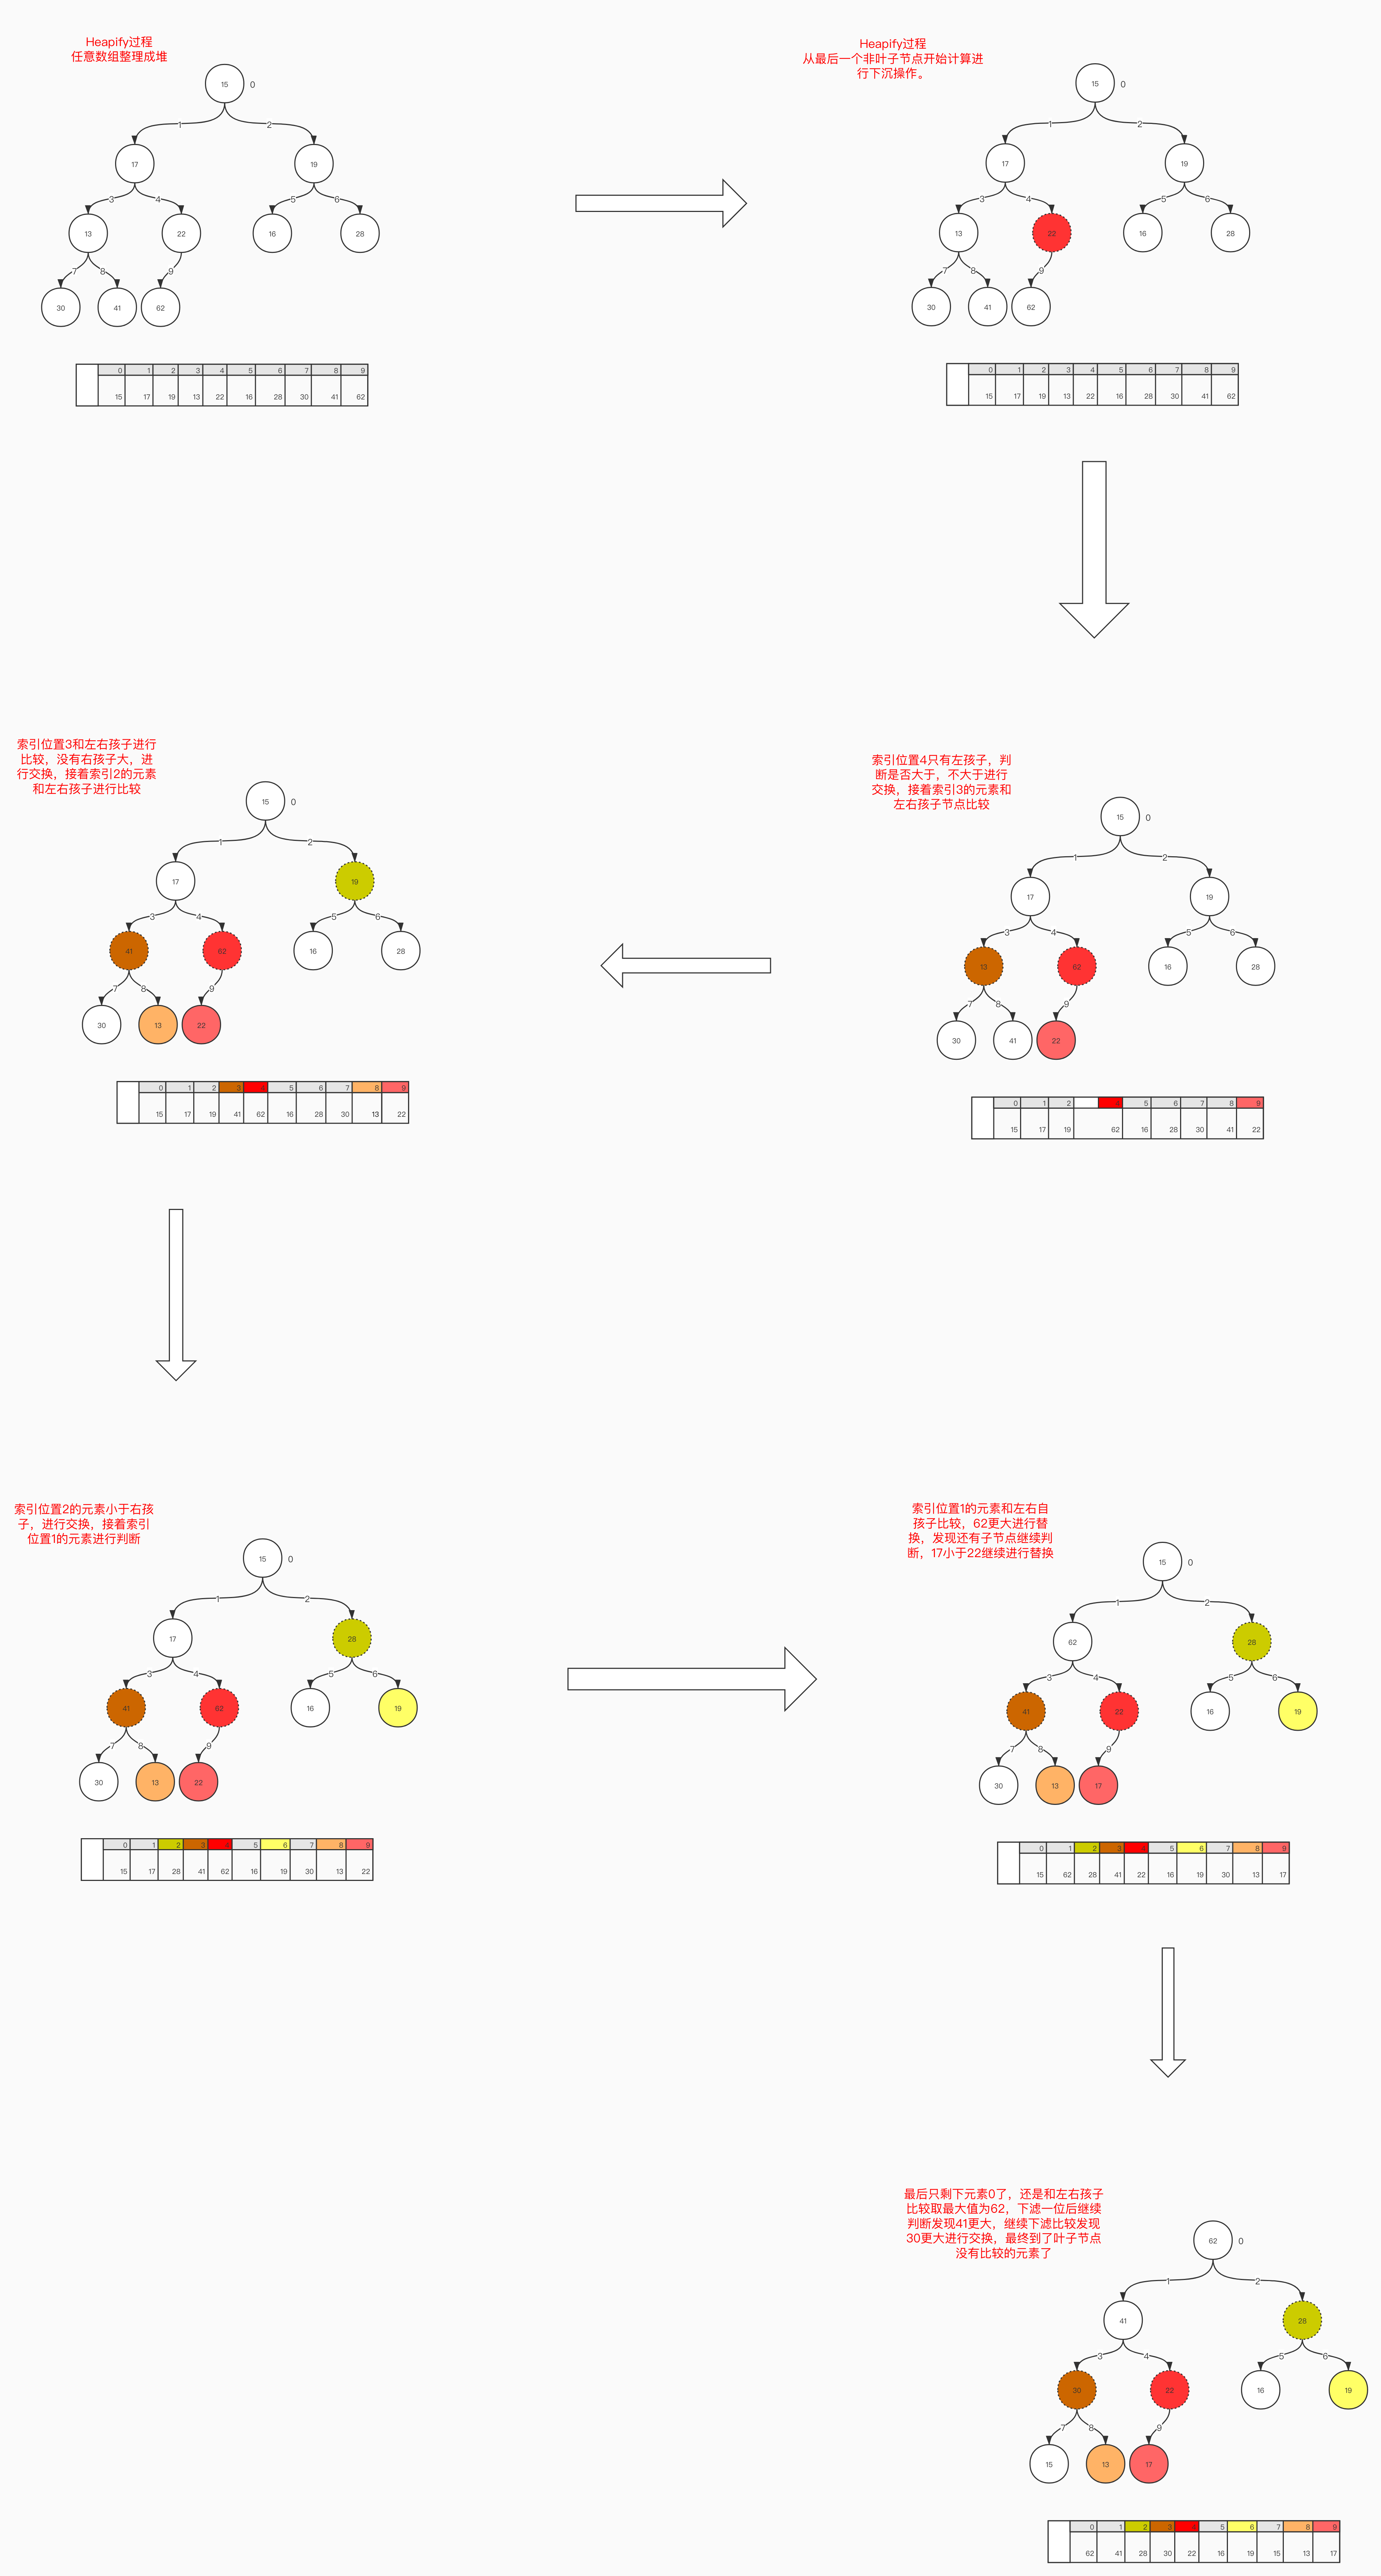 Heapify过程
任意数组整理成堆
15 0
1 2
17 19
3 4 5 6
13 22 16 28
7 8 9
30 41 62
0 1 2 3 4 5 6 7 8 9
15 17 19 13 22 16 28 30 41 62
Heapify过程
从最后一个非叶子节点开始计算进
行下沉操作。
15 0
1 2
17 19
3 4 5 6
13 22 16 28
7 8 9
30 41 62
0 1 2 3 4 5 6 7 8 9
15 17 19 13 22 16 28 30 41 62
索引位置4只有左孩子，判
断是否大于，不大于进行
交换，接着索引3的元素和
左右孩子节点比较
15 0
1 2
17 19
3 4 5 6
13 62 16 28
7 8 9
30 41 22
0 1 2 4 5 6 7 8 9
15 17 19 62 16 28 30 41 22
索引位置3和左右孩子进行
比较，没有右孩子大，进
行交换，接着索引2的元素
和左右孩子进行比较
15 0
1 2
17 19
3 4 5 6
41 62 16 28
7 8 9
30 13 22
0 1 2 3 4 5 6 7 8 9
15 17 19 41 62 16 28 30 13 22
索引位置2的元素小于右孩
子，进行交换，接着索引
位置1的元素进行判断
15 0
1 2
17 28
3 4 5 6
41 62 16 19
7 8 9
30 13 22
0 1 2 3 4 5 6 7 8 9
15 17 28 41 62 16 19 30 13 22
索引位置1的元素和左右自
孩子比较，62更大进行替
换，发现还有子节点继续判
断，17小于22继续进行替换
15 0
1 2
62 28
3 4 5 6
41 22 16 19
7 8 9
30 13 17
0 1 2 3 4 5 6 7 8 9
15 62 28 41 22 16 19 30 13 17
最后只剩下元素0了，还是和左右孩子
比较取最大值为62，下滤一位后继续
判断发现41更大，继续下滤比较发现
30更大进行交换，最终到了叶子节点
没有比较的元素了
62 0
1 2
41 28
3 4 5 6
30 22 16 19
7 8 9
15 13 17
0 1 2 3 4 5 6 7 8 9
62 41 28 30 22 16 19 15 13 17